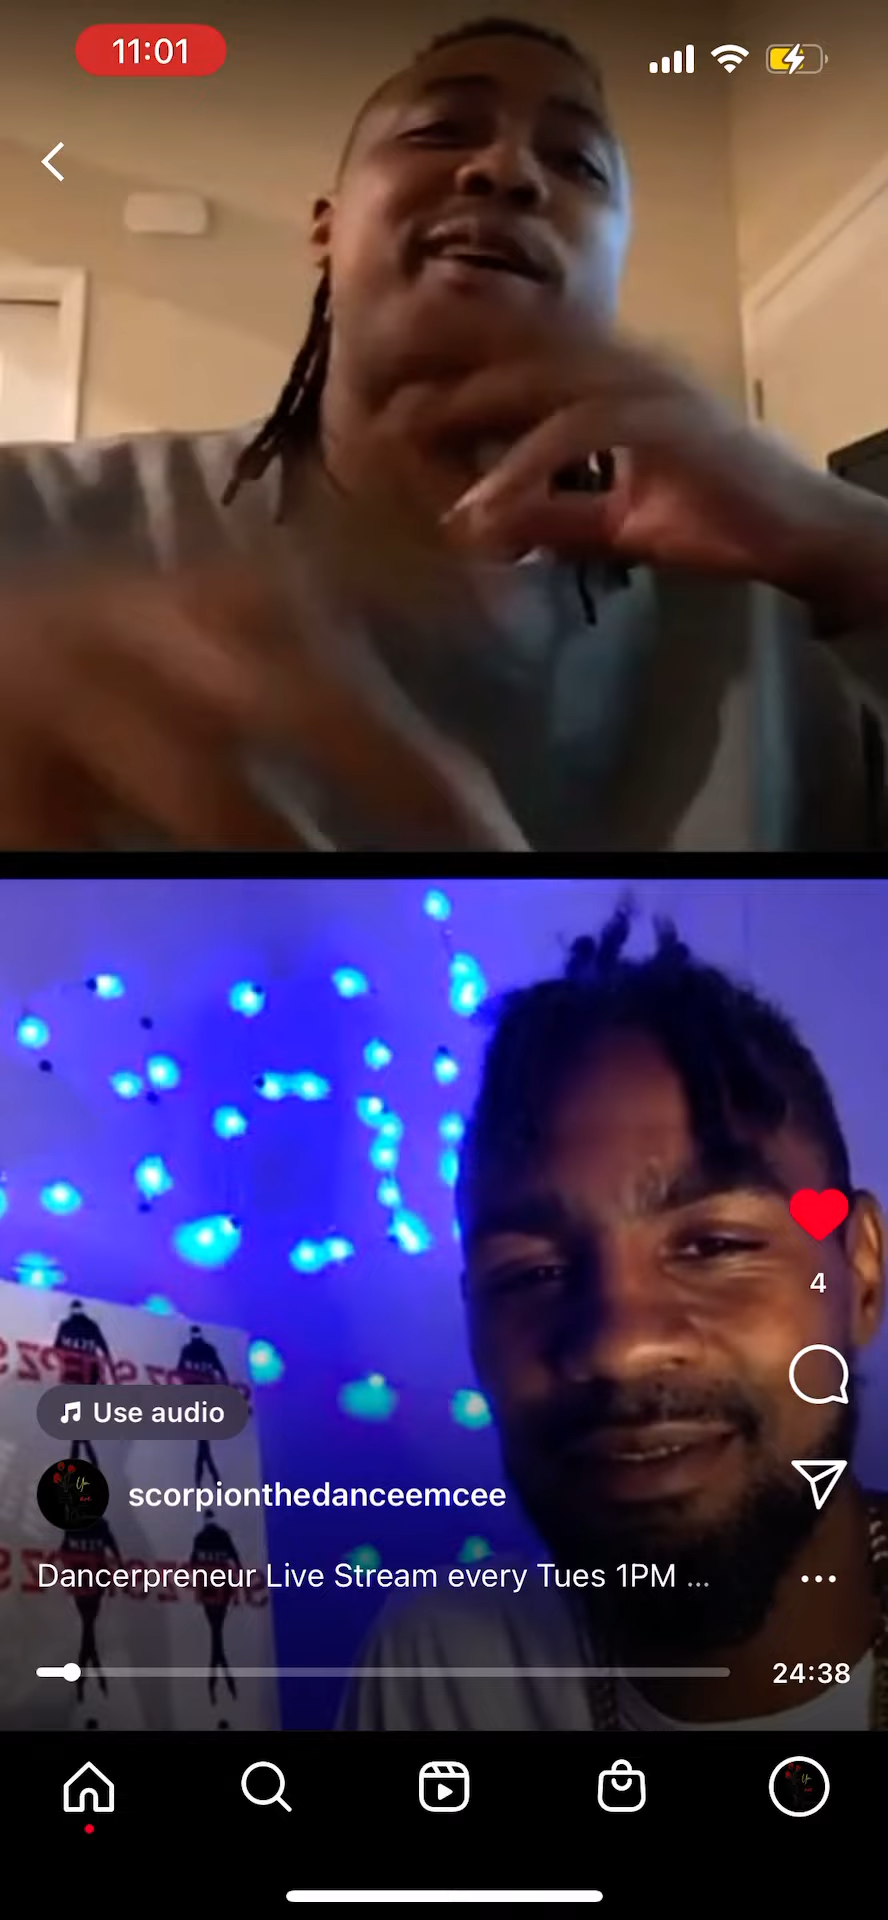 11:01
Use audio
scorpionthedanceemcee
Dancerpreneur Live Stream every Tues 1PM ...
4
24:38